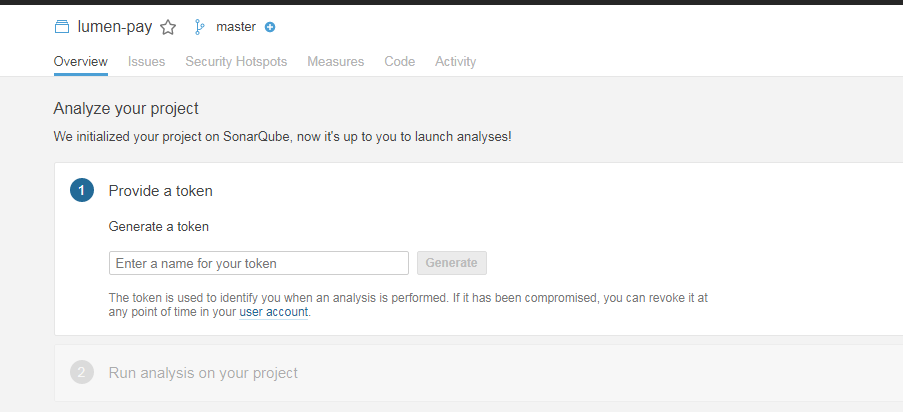 lumen-pay master
Overview Issues Security Hotspots Measures Code Activity
Analyze your project
We initialized your project on SonarQube, now it's up to you to launch analyses!
1 Provide a token
Generate a token
Enter a name for your token Generate
The token is used to identify you when an analysis is performed. If it has been compromised, you can revoke it at
any point of time in your user account.
2 Run analysis on your project